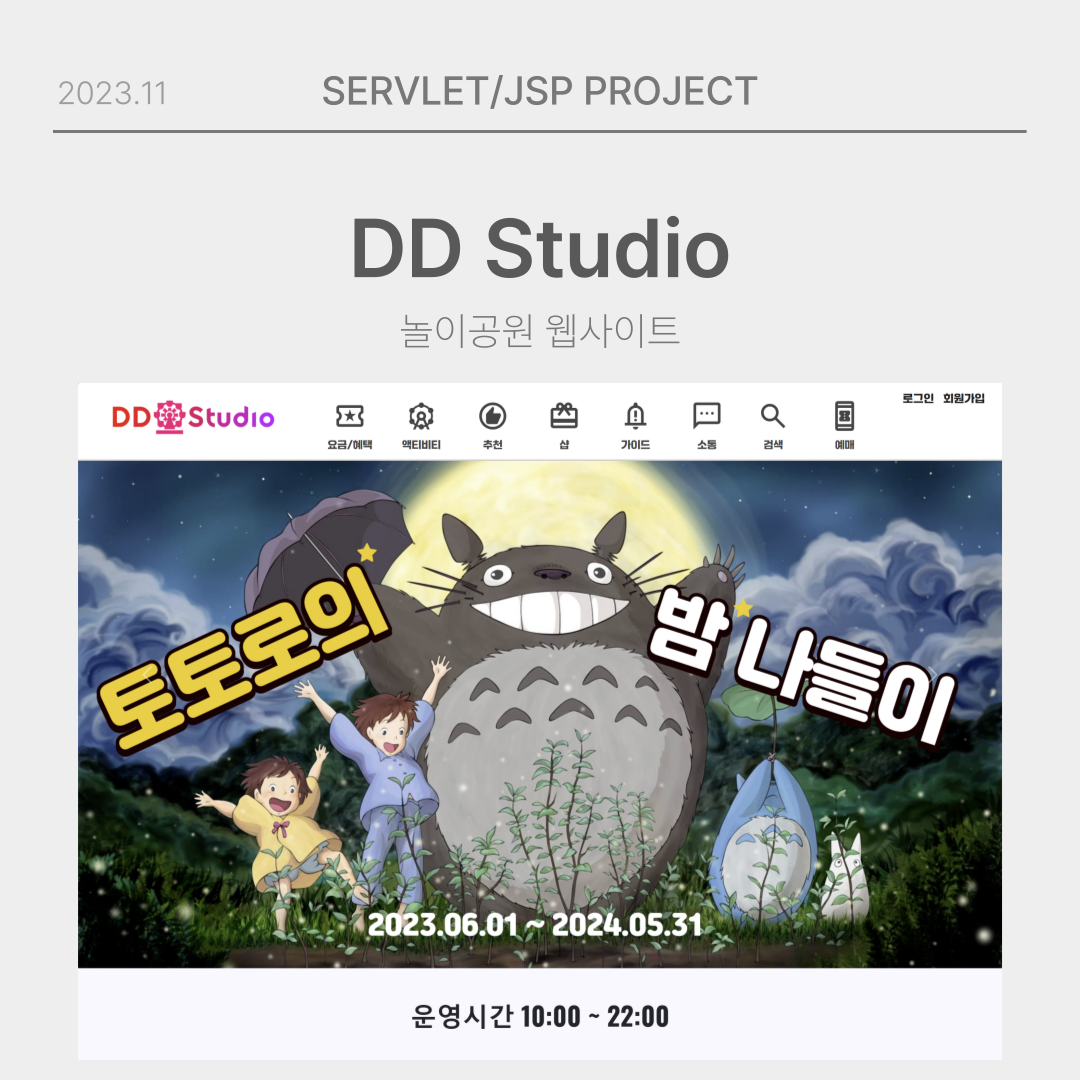 2023.11
SERVLET/JSP PROJECT
DD Studio
놀이공원 웹사이트
DD Studio
로그인 회원가입
요금/혜택 액티비티 추천 샵 가이드 소통 검색 예매
토토로의
밤 나들이
2023.06.01 ~ 2024.05.31
운영시간 10:00 ~ 22:00